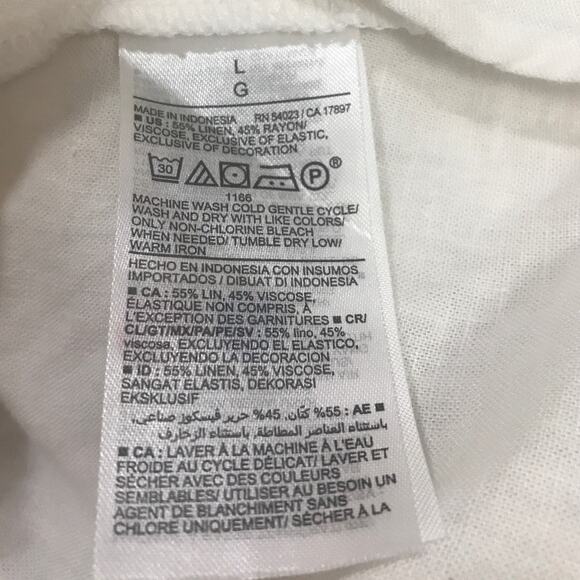 L
G
MADE IN INDONESIA RN 54023 / CA 17897
■ US : 55% LINEN, 45% RAYON/
VISCOSE, EXCLUSIVE OF ELASTIC,
EXCLUSIVE OF DECORATION
30 P ®
1166
MACHINE WASH COLD GENTLE CYCLE/
WASH AND DRY WITH LIKE COLORS/
ONLY NON-CHLORINE BLEACH
WHEN NEEDED/ TUMBLE DRY LOW/
WARM IRON
HECHO EN INDONESIA CON INSUMOS
IMPORTADOS / DIBUAT DI INDONESIA
■ CA : 55% LIN, 45% VISCOSE,
ÉLASTIQUE NON COMPRIS, À
L'EXCEPTION DES GARNITURES ■ CR/
CL/GT/MX/PA/PE/SV : 55% lino, 45%
viscosa, EXCLUYENDO EL ELASTICO,
EXCLUYENDO LA DECORACION
■ ID : 55% LINEN, 45% VISCOSE,
SANGAT ELASTIS, DEKORASI
EKSKLUSIF
■ AE : 55% كتّان، 45% حرير فيسكوز صناعي،
باستثناء العناصر المطاطة، باستثناء الزخارف
■ CA : LAVER À LA MACHINE À L'EAU
FROIDE AU CYCLE DÉLICAT/ LAVER ET
SÉCHER AVEC DES COULEURS
SEMBLABLES/ UTILISER AU BESOIN UN
AGENT DE BLANCHIMENT SANS
CHLORE UNIQUEMENT/ SÉCHER À LA